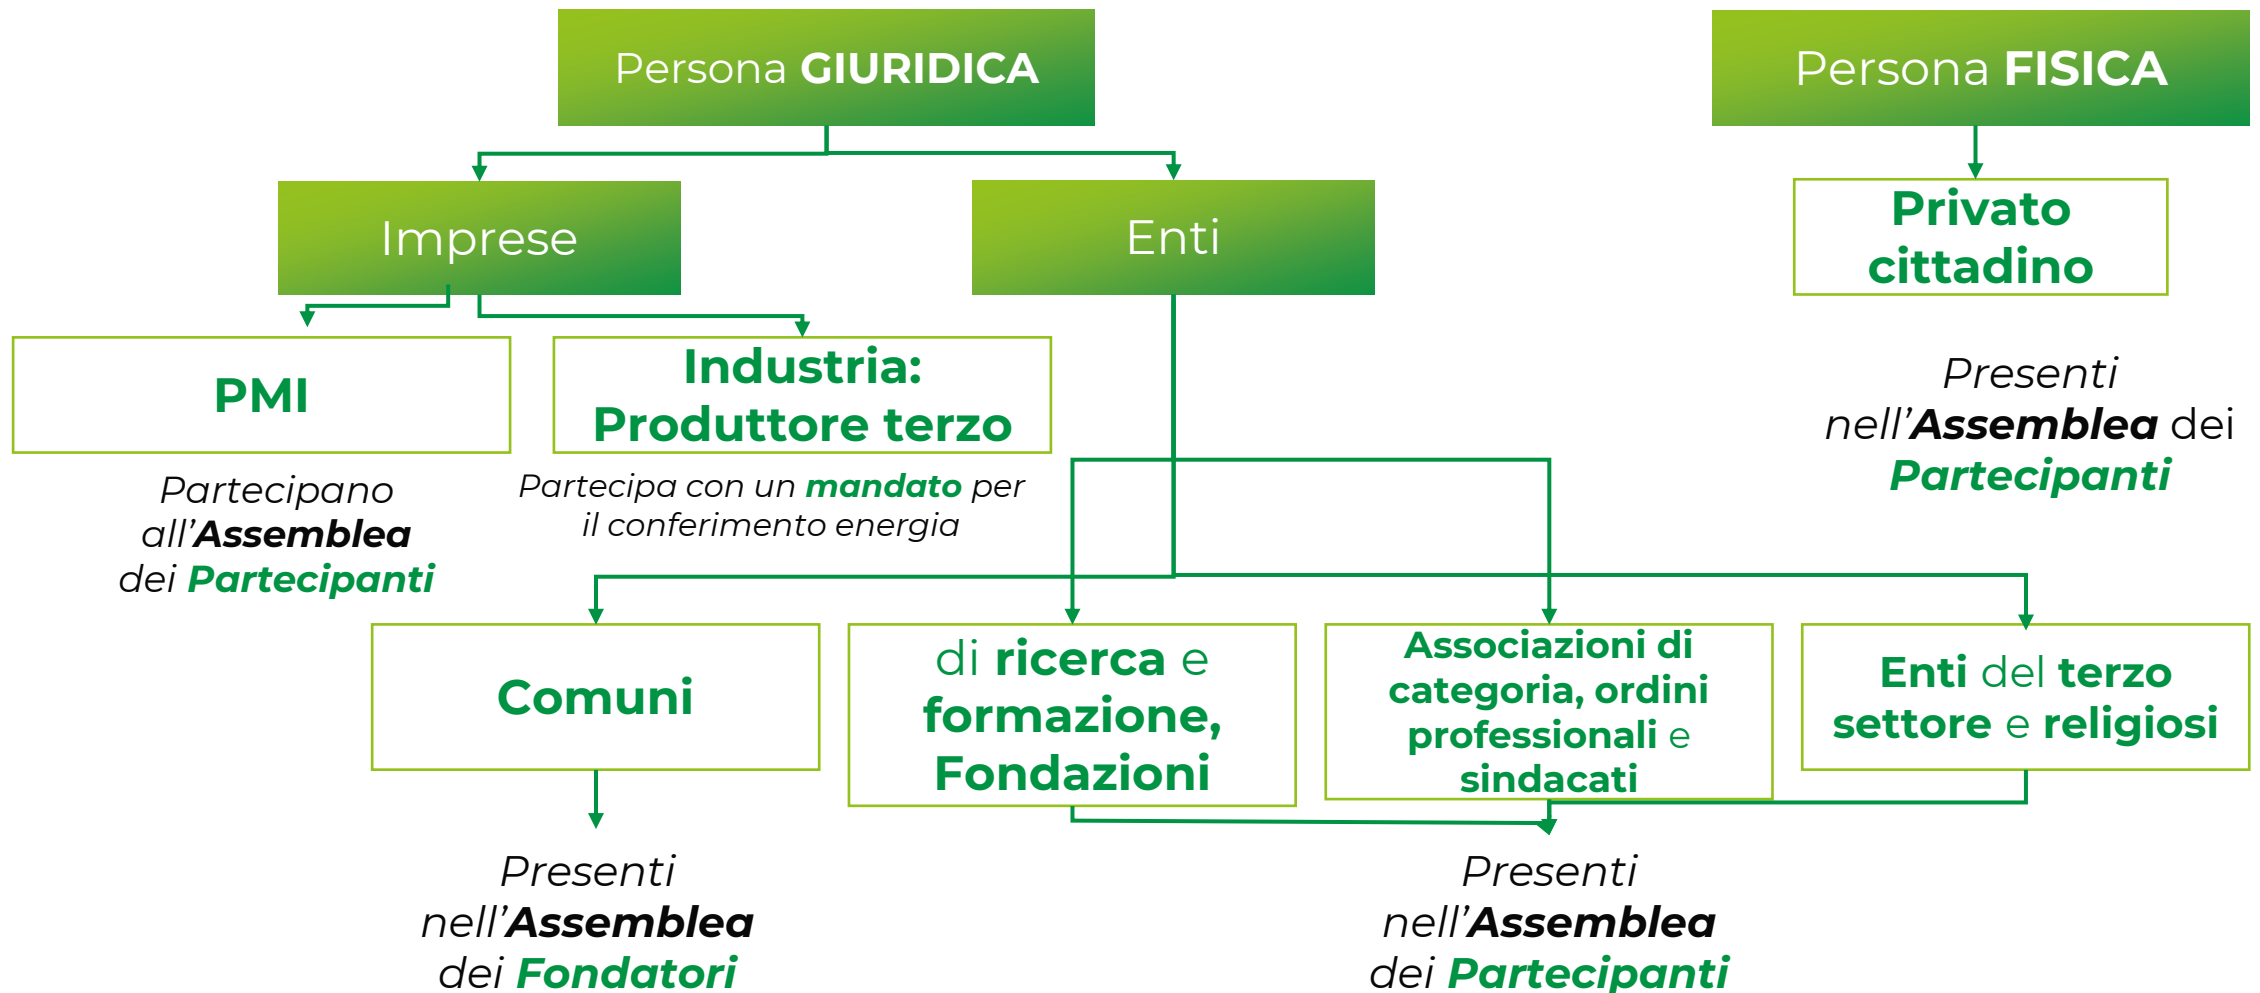 Persona GIURIDICA
Persona FISICA
Imprese
Enti
Privato
cittadino
PMI
Industria:
Produttore terzo
Presenti
nell’Assemblea dei
Partecipanti
Partecipano
all’Assemblea
dei Partecipanti
Partecipa con un mandato per
il conferimento energia
Comuni
di ricerca e
formazione,
Fondazioni
Associazioni di
categoria, ordini
professionali e
sindacati
Enti del terzo
settore e religiosi
Presenti
nell’Assemblea
dei Fondatori
Presenti
nell’Assemblea
dei Partecipanti